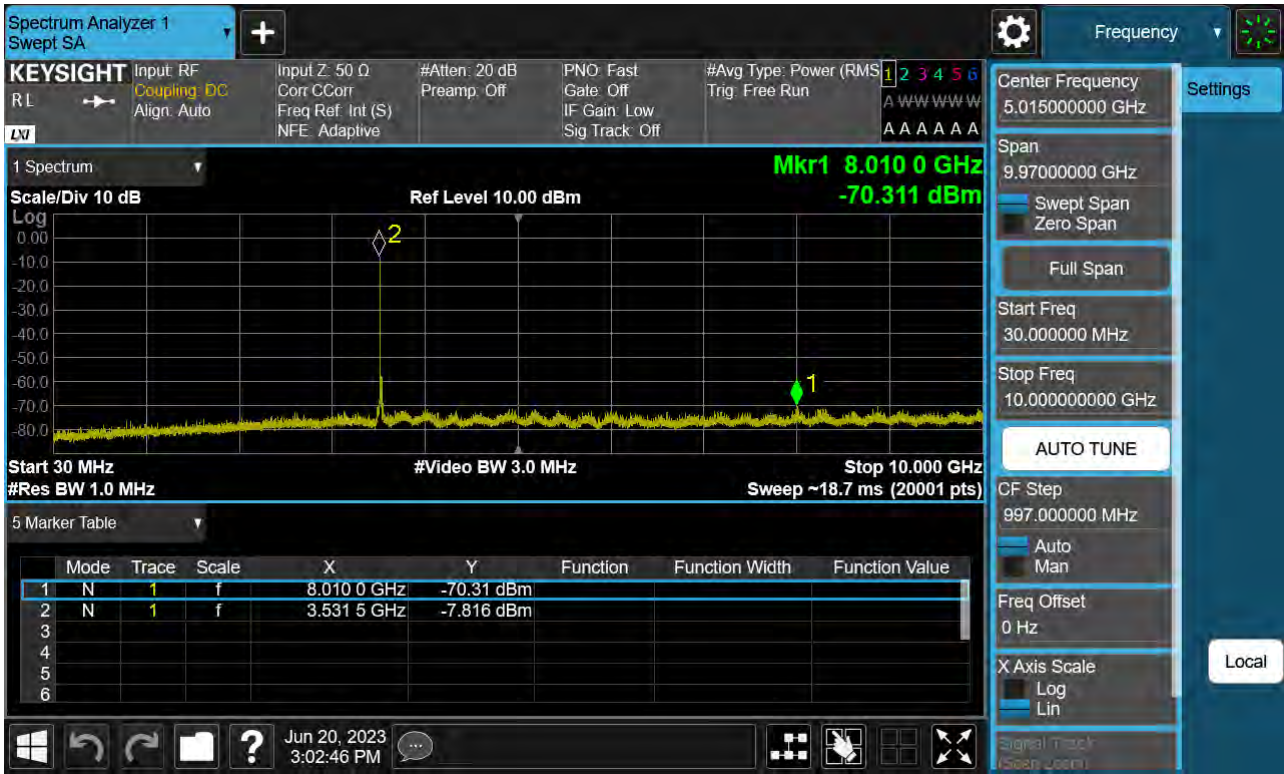 Spectrum Analyzer 1
Swept SA
+
Frequency
KEYSIGHT
RL
LXI
Input: RF
Coupling: DC
Align: Auto
Input Z: 50 Ω
Corr CCorr
Freq Ref: Int (S)
NFE: Adaptive
#Atten: 20 dB
Preamp: Off
PNO: Fast
Gate: Off
IF Gain: Low
Sig Track: Off
#Avg Type: Power (RMS
Trig: Free Run
1 2 3 4 5 6
A W W W W W
A A A A A A
Center Frequency
5.015000000 GHz
Settings
Span
9.97000000 GHz
Swept Span
Zero Span
Full Span
Start Freq
30.000000 MHz
Stop Freq
10.000000000 GHz
AUTO TUNE
CF Step
997.000000 MHz
Auto
Man
Freq Offset
0 Hz
X Axis Scale
Log
Lin
Signal Track
(Span Zoom)
Local
1 Spectrum
Mkr1 8.010 0 GHz
-70.311 dBm
Scale/Div 10 dB
Ref Level 10.00 dBm
Log
0.00
-10.0
-20.0
-30.0
-40.0
-50.0
-60.0
-70.0
-80.0
2
1
Start 30 MHz
#Video BW 3.0 MHz
Stop 10.000 GHz
#Res BW 1.0 MHz
Sweep ~18.7 ms (20001 pts)
5 Marker Table
Mode Trace Scale X Y Function Function Width Function Value
1 N 1 f 8.010 0 GHz -70.31 dBm
2 N 1 f 3.531 5 GHz -7.816 dBm
3
4
5
6
?
Jun 20, 2023
3:02:46 PM